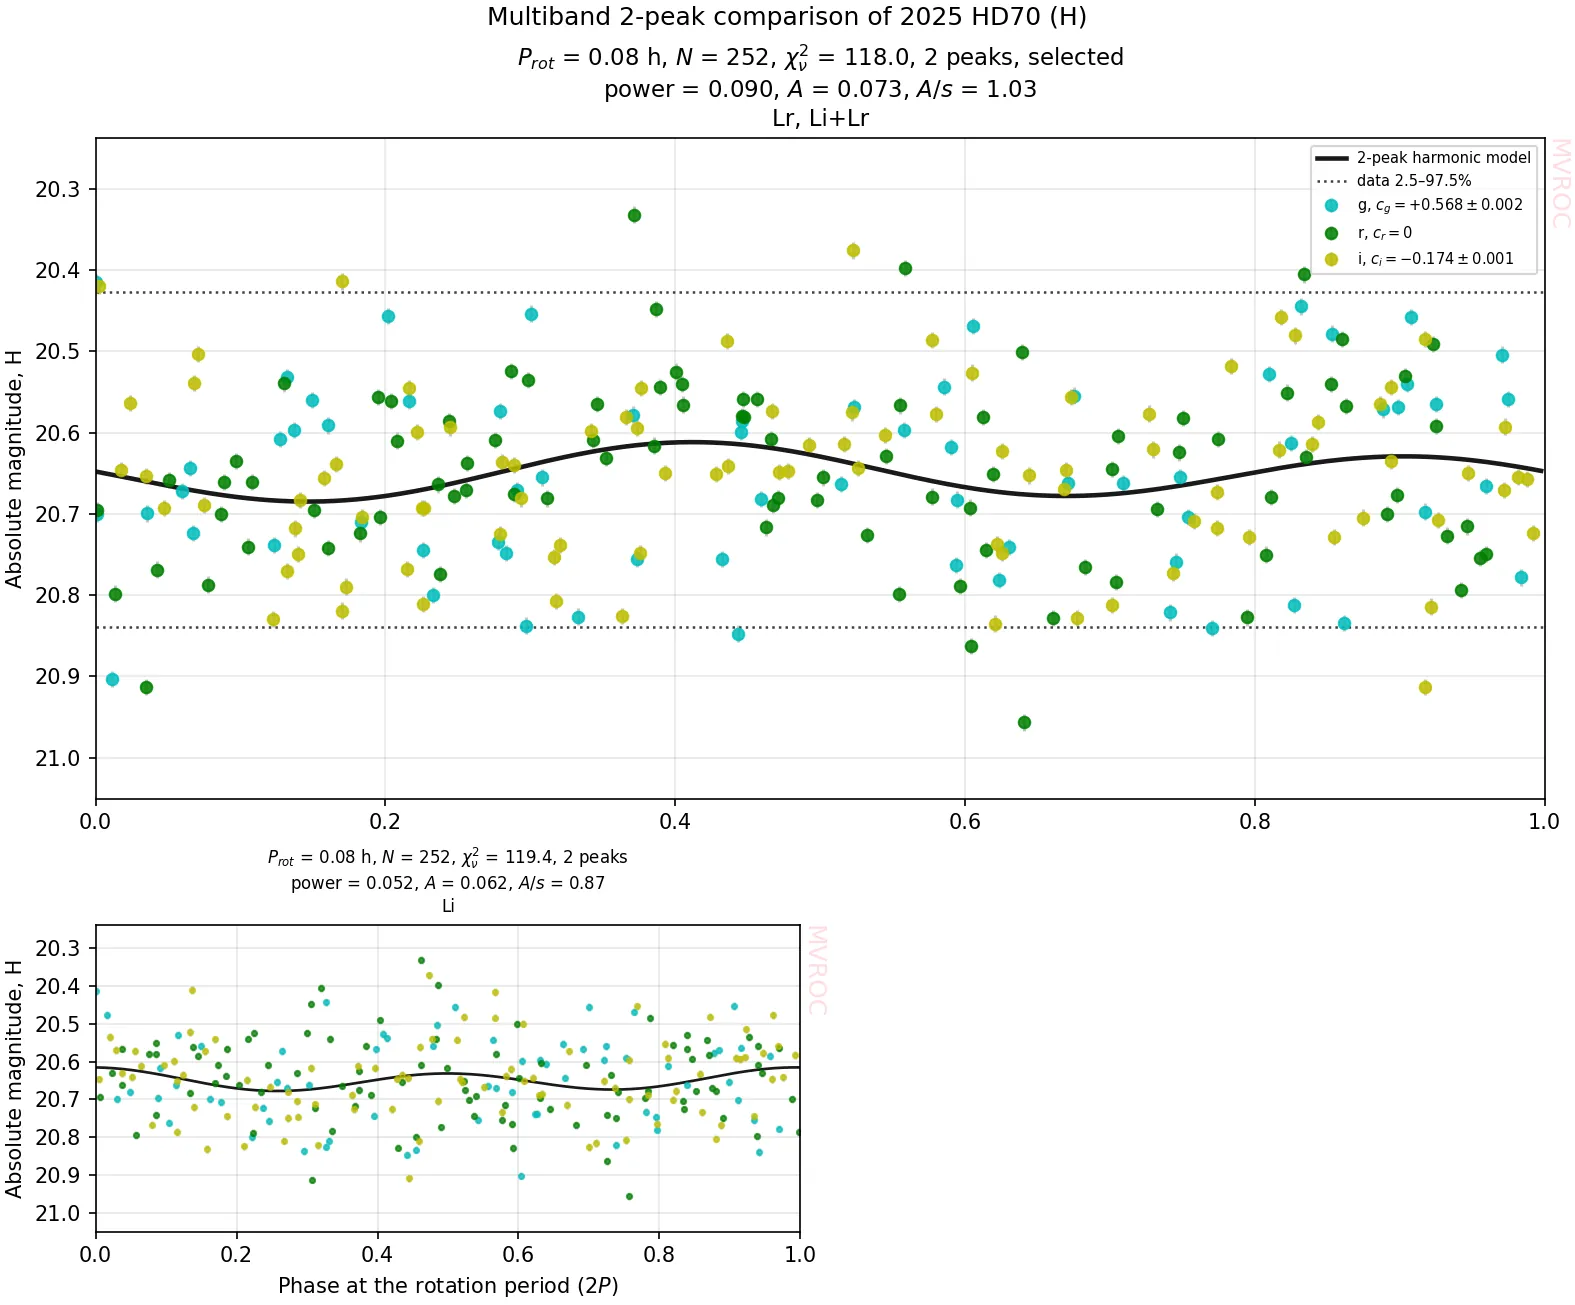 Multiband 2-peak comparison of 2025 HD70 (H)
P_rot = 0.08 h, N = 252, χ²_ν = 118.0, 2 peaks, selected
power = 0.090, A = 0.073, A/s = 1.03
Lr, Li+Lr
MVROC
2-peak harmonic model
data 2.5–97.5%
g, c_g = +0.568 ± 0.002
r, c_r = 0
i, c_i = −0.174 ± 0.001
Absolute magnitude, H
20.3
20.4
20.5
20.6
20.7
20.8
20.9
21.0
0.0 0.2 0.4 0.6 0.8 1.0
P_rot = 0.08 h, N = 252, χ²_ν = 119.4, 2 peaks
power = 0.052, A = 0.062, A/s = 0.87
Li
MVROC
Absolute magnitude, H
20.3
20.4
20.5
20.6
20.7
20.8
20.9
21.0
0.0 0.2 0.4 0.6 0.8 1.0
Phase at the rotation period (2P)